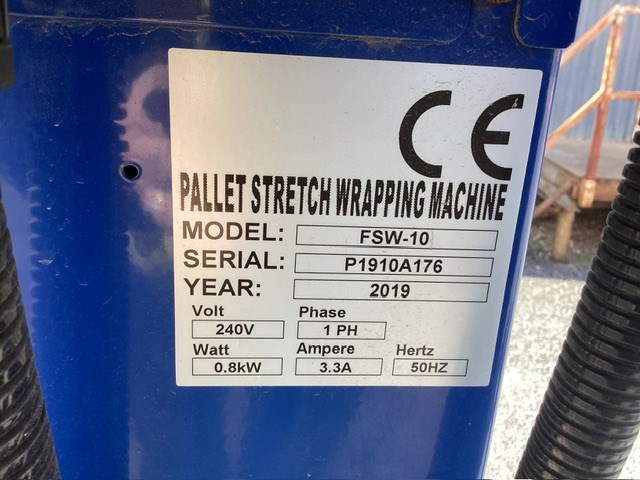 CE
PALLET STRETCH WRAPPING MACHINE
MODEL: FSW-10
SERIAL: P1910A176
YEAR: 2019
Volt Phase
240V 1 PH
Watt Ampere Hertz
0.8kW 3.3A 50HZ